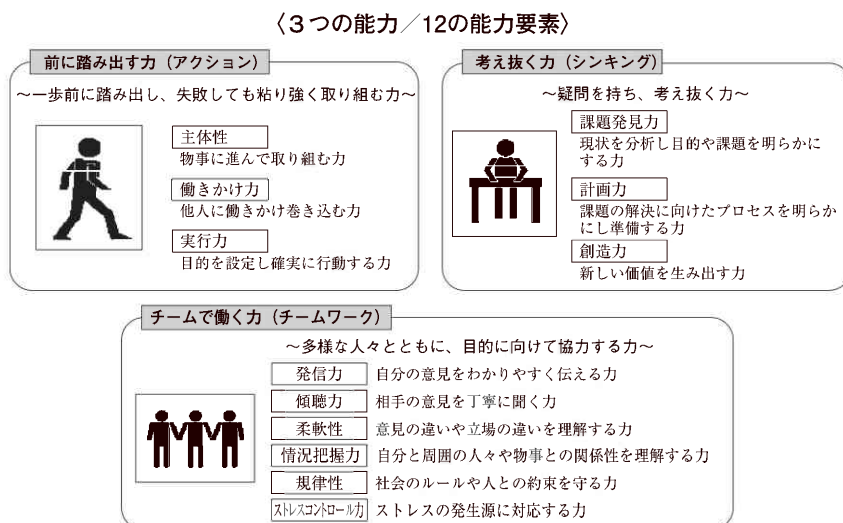 〈３つの能力／12の能力要素〉
前に踏み出す力（アクション）
～一歩前に踏み出し、失敗しても粘り強く取り組む力～
主体性
物事に進んで取り組む力
働きかけ力
他人に働きかけ巻き込む力
実行力
目的を設定し確実に行動する力
考え抜く力（シンキング）
～疑問を持ち、考え抜く力～
課題発見力
現状を分析し目的や課題を明らかに
する力
計画力
課題の解決に向けたプロセスを明らか
にし準備する力
創造力
新しい価値を生み出す力
チームで働く力（チームワーク）
～多様な人々とともに、目的に向けて協力する力～
発信力 自分の意見をわかりやすく伝える力
傾聴力 相手の意見を丁寧に聞く力
柔軟性 意見の違いや立場の違いを理解する力
情況把握力 自分と周囲の人々や物事との関係性を理解する力
規律性 社会のルールや人との約束を守る力
ストレスコントロール力 ストレスの発生源に対応する力